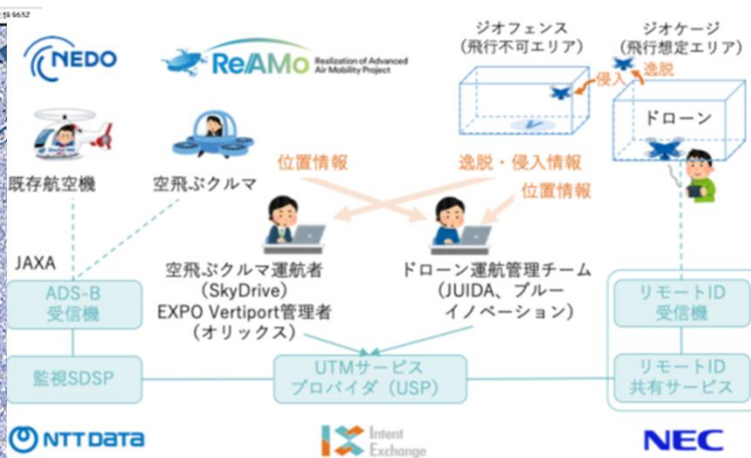 NEDO
ReAMo
Realization of Advanced
Air Mobility Project
ジオフェンス
(飛行不可エリア)
ジオケージ
(飛行想定エリア)
侵入
逸脱
ドローン
既存航空機
空飛ぶクルマ
位置情報
逸脱・侵入情報
位置情報
JAXA
ADS-B
受信機
空飛ぶクルマ運航者
(SkyDrive)
EXPO Vertiport管理者
(オリックス)
ドローン運航管理チーム
(JUIDA、ブルー
イノベーション)
リモートID
受信機
監視SDSP
UTMサービス
プロバイダ(USP)
リモートID
共有サービス
NTT DATA
Intent
Exchange
NEC